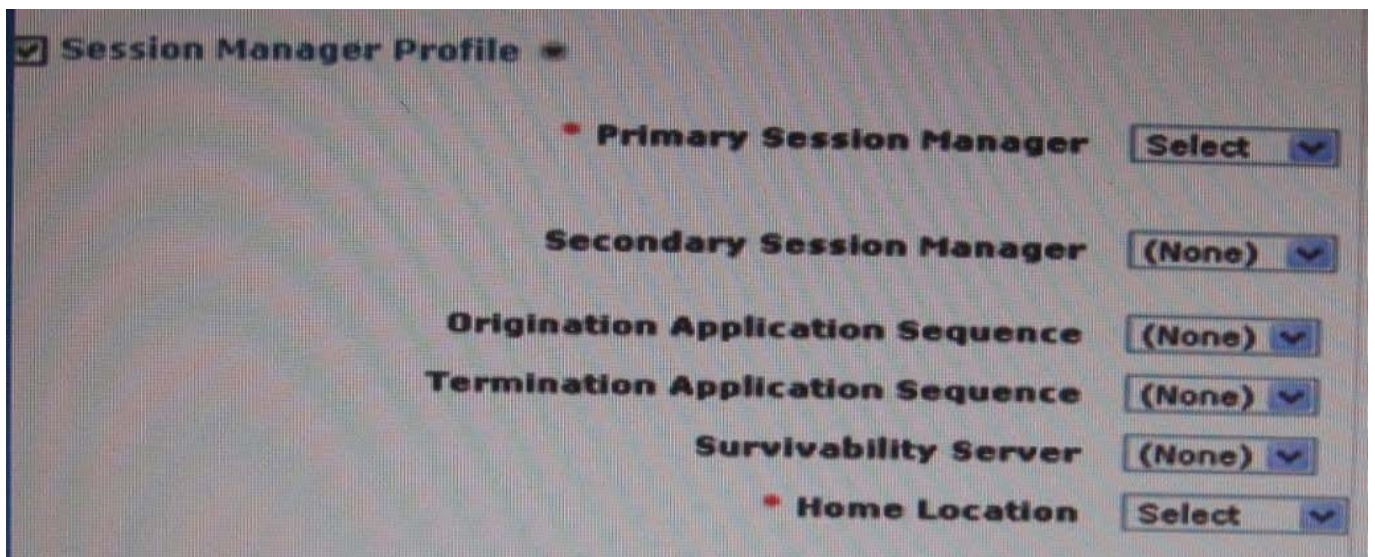 Session Manager Profile
* Primary Session Manager Select
Secondary Session Manager (None)
Origination Application Sequence (None)
Termination Application Sequence (None)
Survivability Server (None)
* Home Location Select